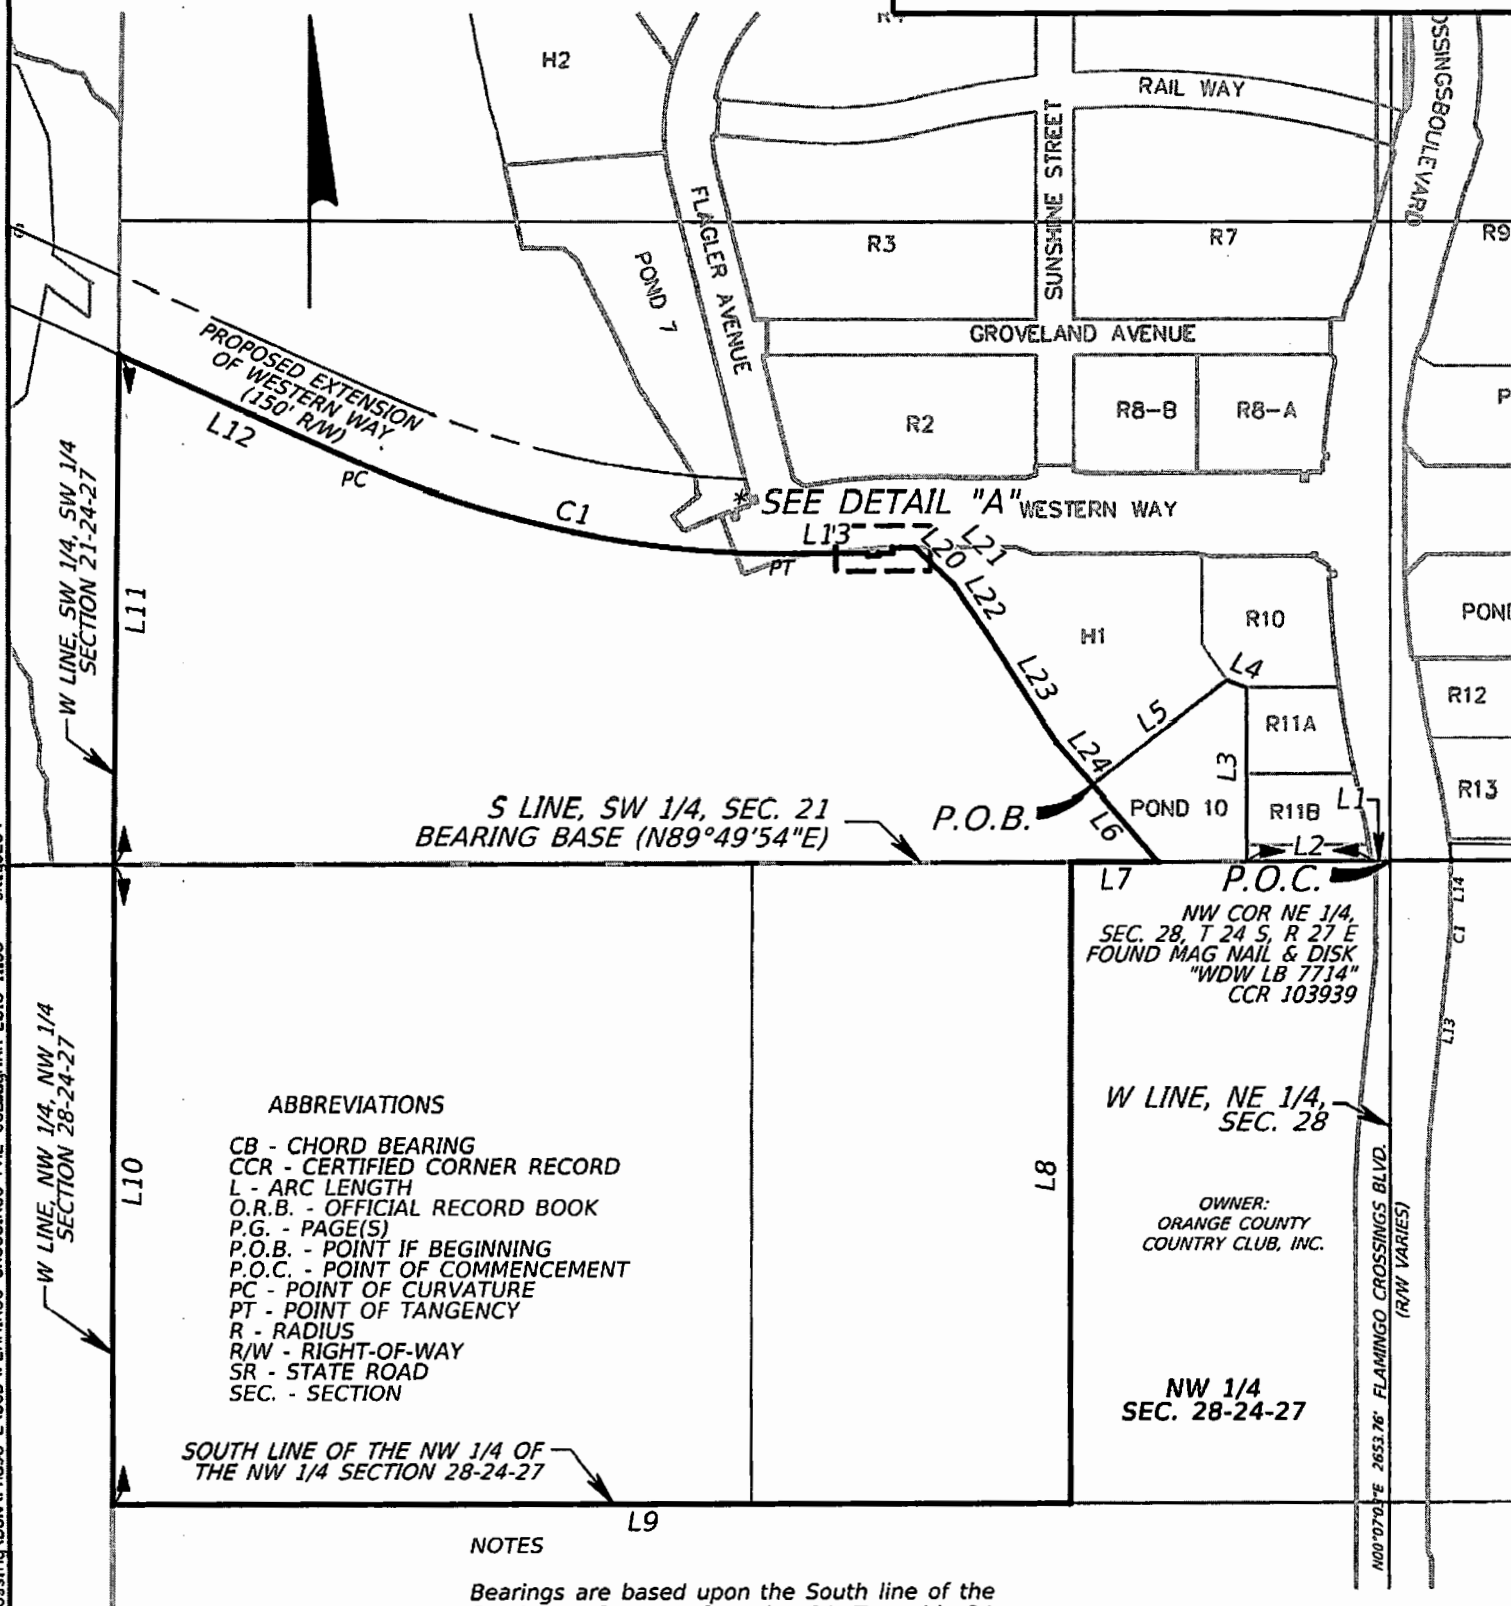 H2
RAIL WAY
OSSINGSBOULEVARD
SUNSHINE STREET
FLAGLER AVENUE
POND 7
R3
R7
R9
GROVELAND AVENUE
PROPOSED EXTENSION
OF WESTERN WAY
(150' R/W)
L12
PC
C1
R2
R8-B
R8-A
P
* SEE DETAIL "A"
WESTERN WAY
L13
PT
L20
L21
L22
L23
L24
W LINE, SW 1/4, SW 1/4
SECTION 21-24-27
L11
H1
R10
POND
L4
L5
R11A
R12
L3
R13
S LINE, SW 1/4, SEC. 21
BEARING BASE (N89°49'54"E)
P.O.B.
POND 10
R11B
L1
L6
L2
L7
P.O.C.
NW COR NE 1/4,
SEC. 28, T 24 S, R 27 E
FOUND MAG NAIL & DISK
"WDW LB 7714"
CCR 103939
L14
C1
L13
W LINE, NW 1/4, NW 1/4
SECTION 28-24-27
L10
ABBREVIATIONS
CB - CHORD BEARING
CCR - CERTIFIED CORNER RECORD
L - ARC LENGTH
O.R.B. - OFFICIAL RECORD BOOK
P.G. - PAGE(S)
P.O.B. - POINT IF BEGINNING
P.O.C. - POINT OF COMMENCEMENT
PC - POINT OF CURVATURE
PT - POINT OF TANGENCY
R - RADIUS
R/W - RIGHT-OF-WAY
SR - STATE ROAD
SEC. - SECTION
L8
W LINE, NE 1/4,
SEC. 28
OWNER:
ORANGE COUNTY
COUNTRY CLUB, INC.
N00°07'03"E 2653.76' FLAMINGO CROSSINGS BLVD.
(R/W VARIES)
NW 1/4
SEC. 28-24-27
SOUTH LINE OF THE NW 1/4 OF
THE NW 1/4 SECTION 28-24-27
L9
NOTES
Bearings are based upon the South line of the